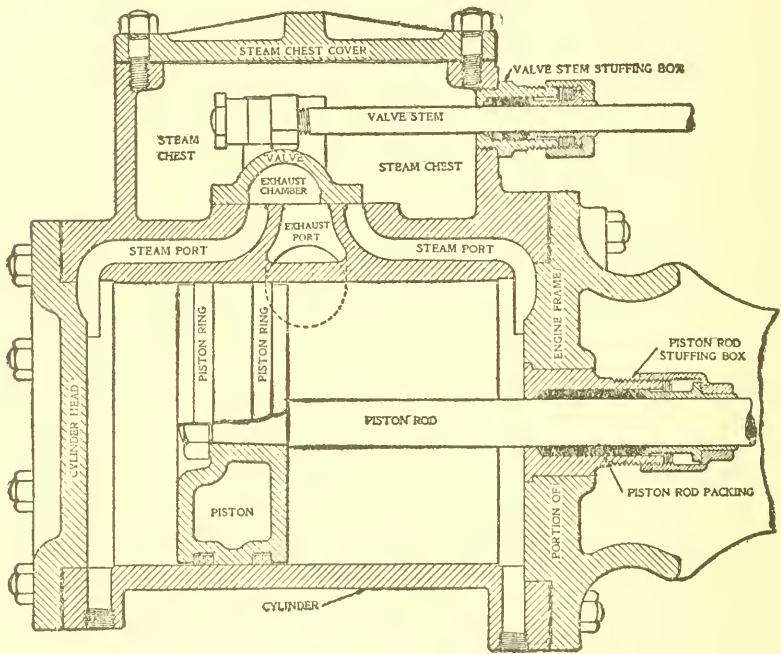 STEAM CHEST COVER
VALVE STEM STUFFING BOX
VALVE STEM
STEAM
CHEST
STEAM CHEST
VALVE
EXHAUST
CHAMBER
EXHAUST
PORT
STEAM PORT
STEAM PORT
PISTON RING
PISTON RING
ENGINE FRAME
PISTON ROD
STUFFING BOX
PISTON ROD
CYLINDER HEAD
PISTON
PISTON ROD PACKING
PORTION OF
CYLINDER